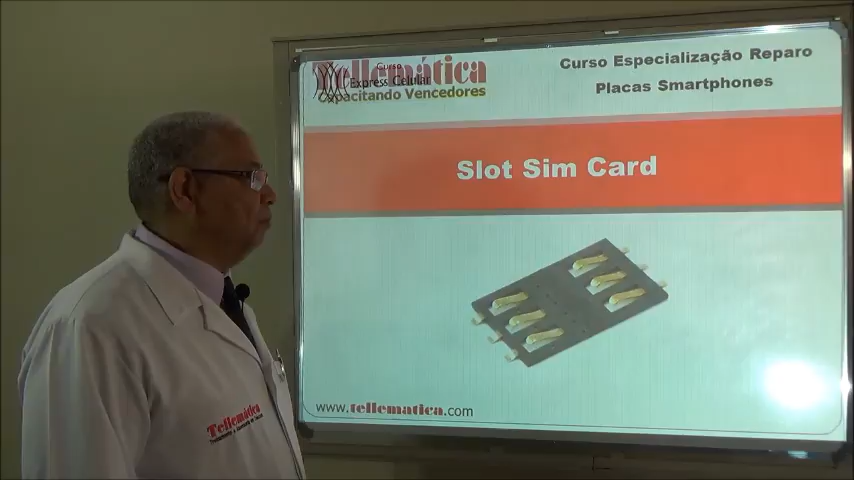 Curso
Tellemática
Express Celular
Capacitando Vencedores
Curso Especialização Reparo
Placas Smartphones
Slot Sim Card
www.tellematica.com
Tellemática